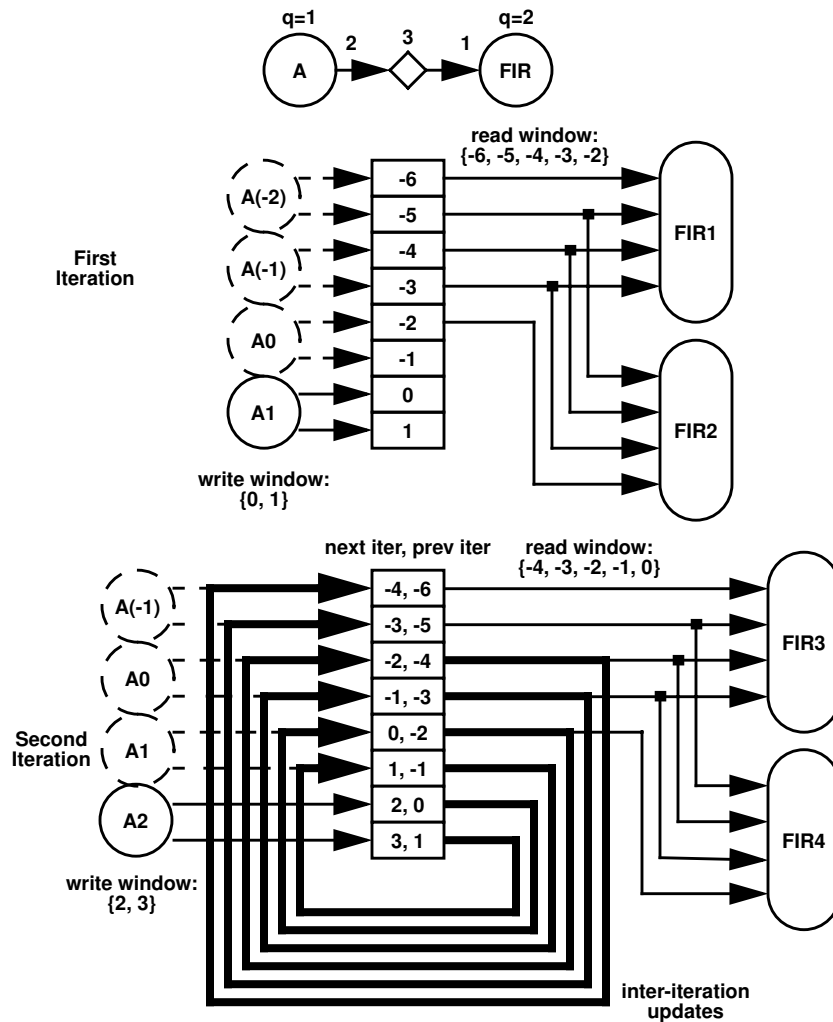 q=1
q=2
2
3
1
A
FIR
read window:
{-6, -5, -4, -3, -2}
A(-2)
A(-1)
A0
A1
First
Iteration
-6
-5
-4
-3
-2
-1
0
1
FIR1
FIR2
write window:
{0, 1}
next iter, prev iter
read window:
{-4, -3, -2, -1, 0}
A(-1)
A0
A1
A2
Second
Iteration
-4, -6
-3, -5
-2, -4
-1, -3
0, -2
1, -1
2, 0
3, 1
FIR3
FIR4
write window:
{2, 3}
inter-iteration
updates